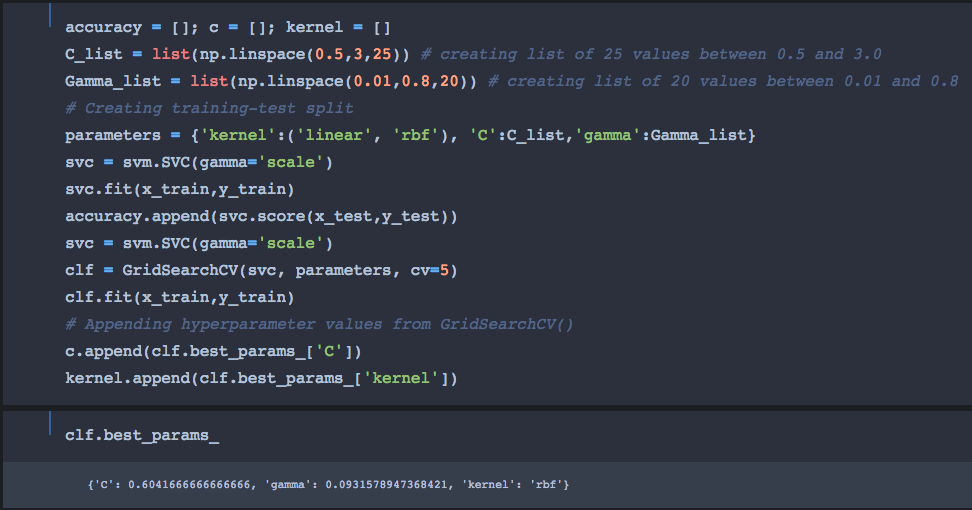 accuracy = []; c = []; kernel = []
C_list = list(np.linspace(0.5,3,25)) # creating list of 25 values between 0.5 and 3.0
Gamma_list = list(np.linspace(0.01,0.8,20)) # creating list of 20 values between 0.01 and 0.8
# Creating training-test split
parameters = {'kernel':('linear', 'rbf'), 'C':C_list,'gamma':Gamma_list}
svc = svm.SVC(gamma='scale')
svc.fit(x_train,y_train)
accuracy.append(svc.score(x_test,y_test))
svc = svm.SVC(gamma='scale')
clf = GridSearchCV(svc, parameters, cv=5)
clf.fit(x_train,y_train)
# Appending hyperparameter values from GridSearchCV()
c.append(clf.best_params_['C'])
kernel.append(clf.best_params_['kernel'])
clf.best_params_
{'C': 0.6041666666666666, 'gamma': 0.0931578947368421, 'kernel': 'rbf'}